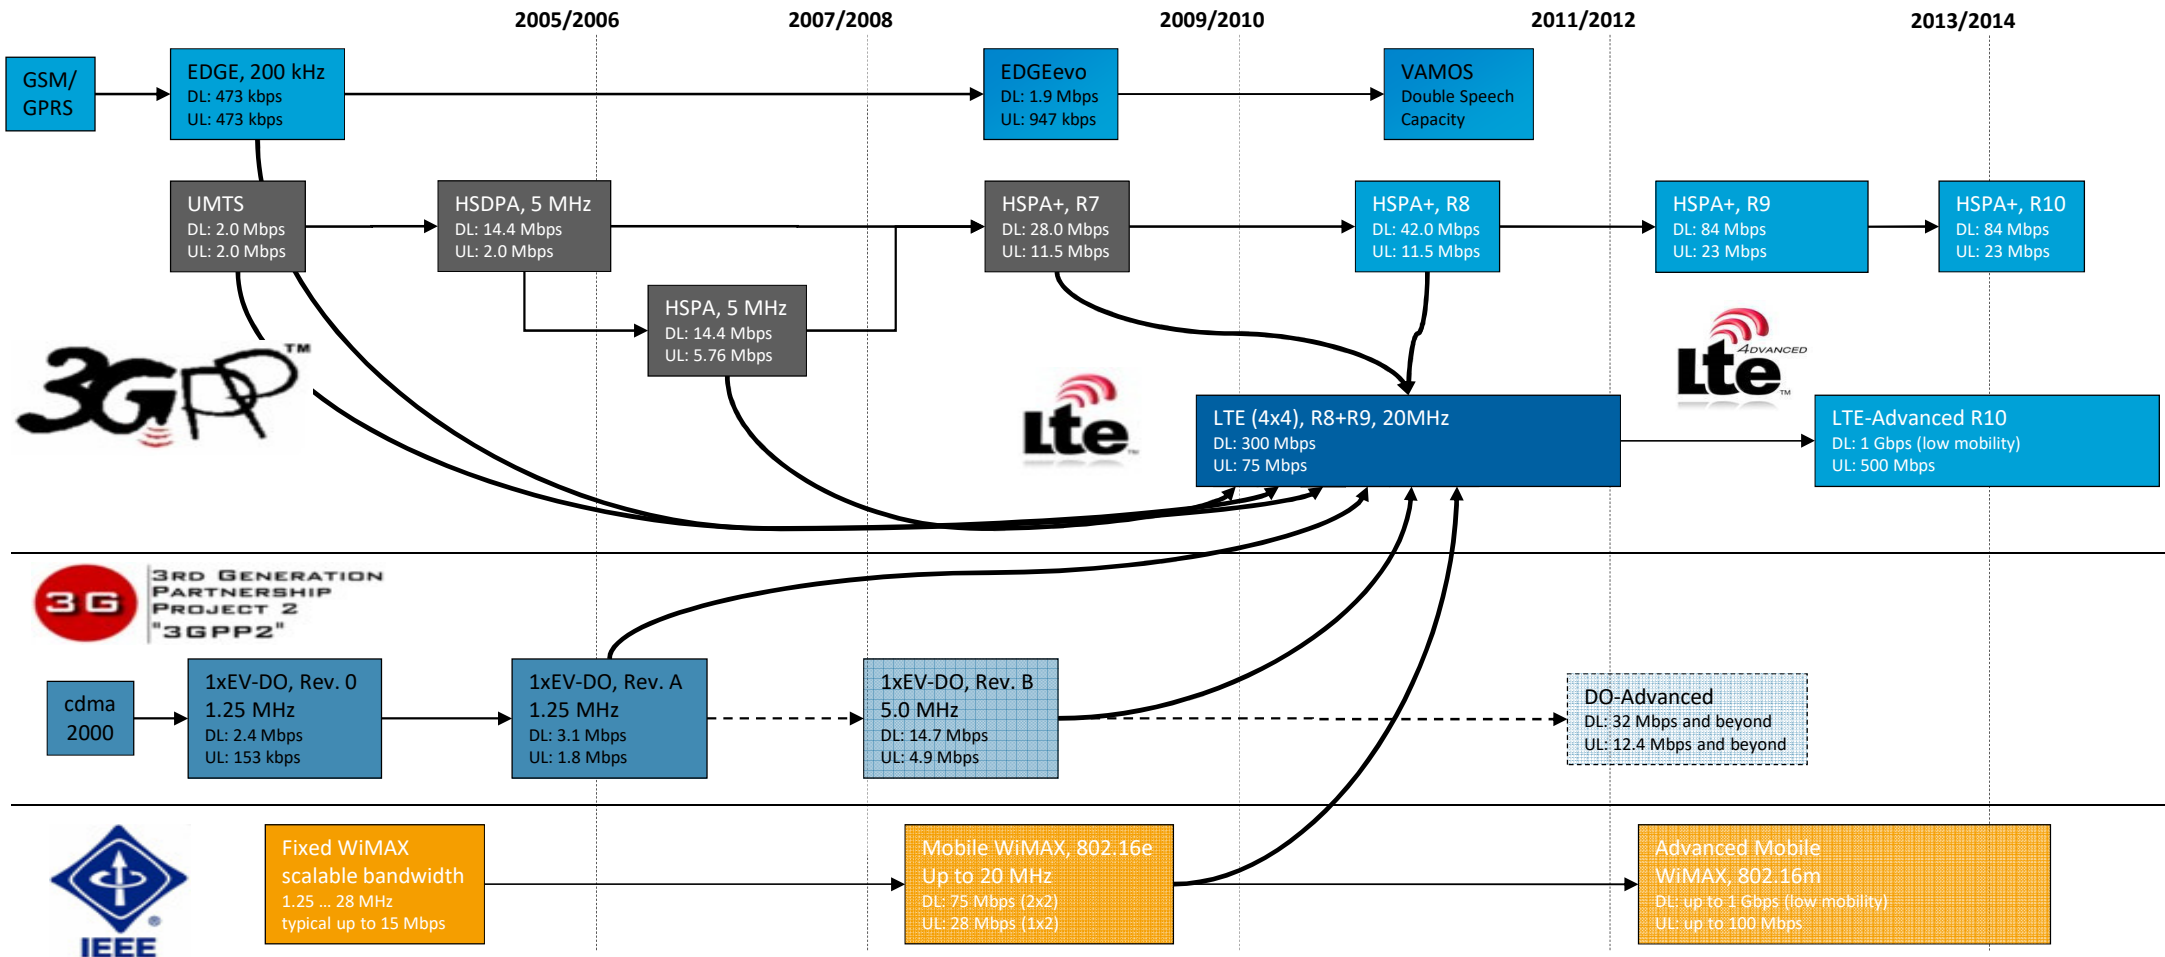 2005/2006
2007/2008
2009/2010
2011/2012
2013/2014
GSM/
GPRS
EDGE, 200 kHz
DL: 473 kbps
UL: 473 kbps
EDGEevo
DL: 1.9 Mbps
UL: 947 kbps
VAMOS
Double Speech
Capacity
UMTS
DL: 2.0 Mbps
UL: 2.0 Mbps
HSDPA, 5 MHz
DL: 14.4 Mbps
UL: 2.0 Mbps
HSPA+, R7
DL: 28.0 Mbps
UL: 11.5 Mbps
HSPA+, R8
DL: 42.0 Mbps
UL: 11.5 Mbps
HSPA+, R9
DL: 84 Mbps
UL: 23 Mbps
HSPA+, R10
DL: 84 Mbps
UL: 23 Mbps
HSPA, 5 MHz
DL: 14.4 Mbps
UL: 5.76 Mbps
3GPP™
Lte™
Lte
ADVANCED
™
LTE (4x4), R8+R9, 20MHz
DL: 300 Mbps
UL: 75 Mbps
LTE-Advanced R10
DL: 1 Gbps (low mobility)
UL: 500 Mbps
3G
3RD GENERATION
PARTNERSHIP
PROJECT 2
"3GPP2"
cdma
2000
1xEV-DO, Rev. 0
1.25 MHz
DL: 2.4 Mbps
UL: 153 kbps
1xEV-DO, Rev. A
1.25 MHz
DL: 3.1 Mbps
UL: 1.8 Mbps
1xEV-DO, Rev. B
5.0 MHz
DL: 14.7 Mbps
UL: 4.9 Mbps
DO-Advanced
DL: 32 Mbps and beyond
UL: 12.4 Mbps and beyond
IEEE
®
Fixed WiMAX
scalable bandwidth
1.25 ... 28 MHz
typical up to 15 Mbps
Mobile WiMAX, 802.16e
Up to 20 MHz
DL: 75 Mbps (2x2)
UL: 28 Mbps (1x2)
Advanced Mobile
WiMAX, 802.16m
DL: up to 1 Gbps (low mobility)
UL: up to 100 Mbps